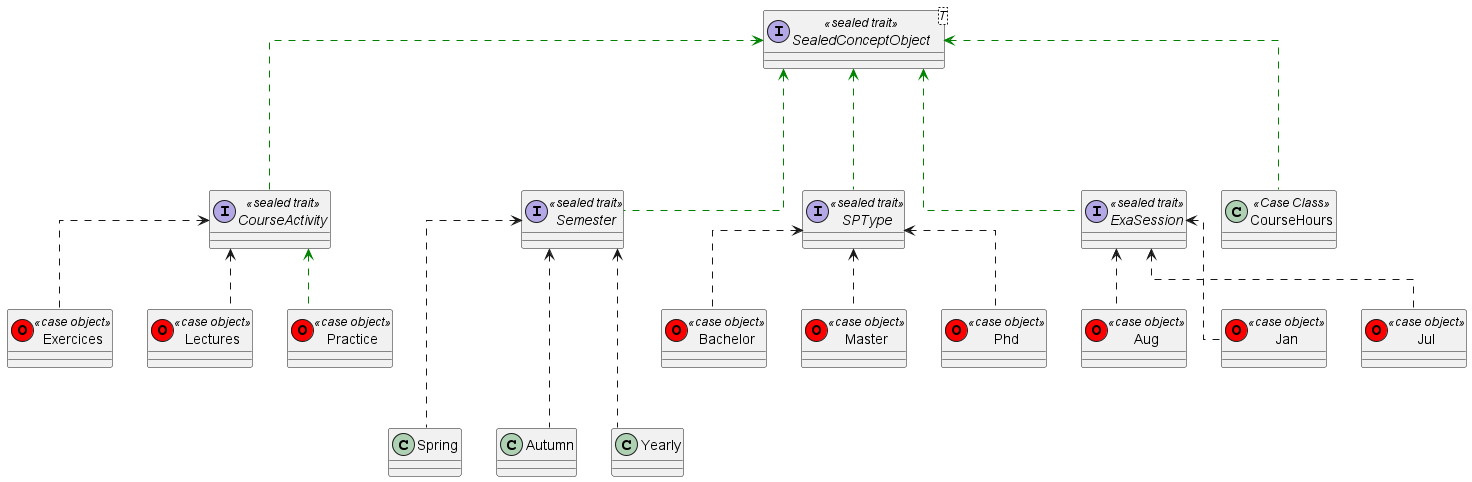 «sealed trait»
T
I
SealedConceptObject
«sealed trait»
I
CourseActivity
«sealed trait»
I
Semester
«sealed trait»
I
SPType
«sealed trait»
I
ExaSession
«Case Class»
C
CourseHours
«case object»
O
Exercices
«case object»
O
Lectures
«case object»
O
Practice
«case object»
O
Bachelor
«case object»
O
Master
«case object»
O
Phd
«case object»
O
Aug
«case object»
O
Jan
«case object»
O
Jul
C Spring
C Autumn
C Yearly